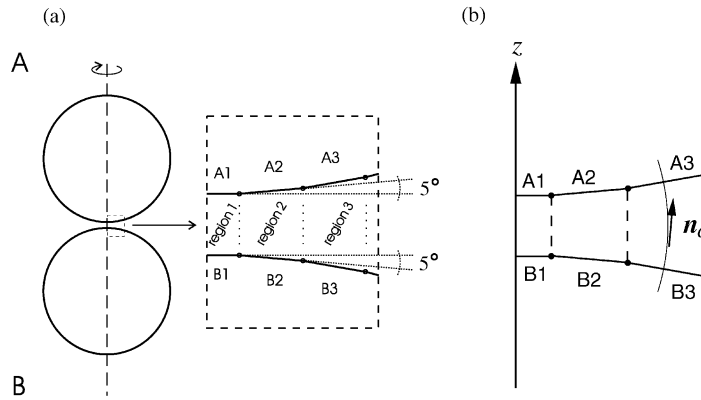 (a)
(b)
A
z
A1
A2
A3
5°
region 1
region 2
region 3
5°
B1
B2
B3
B
A1
A2
A3
B1
B2
B3